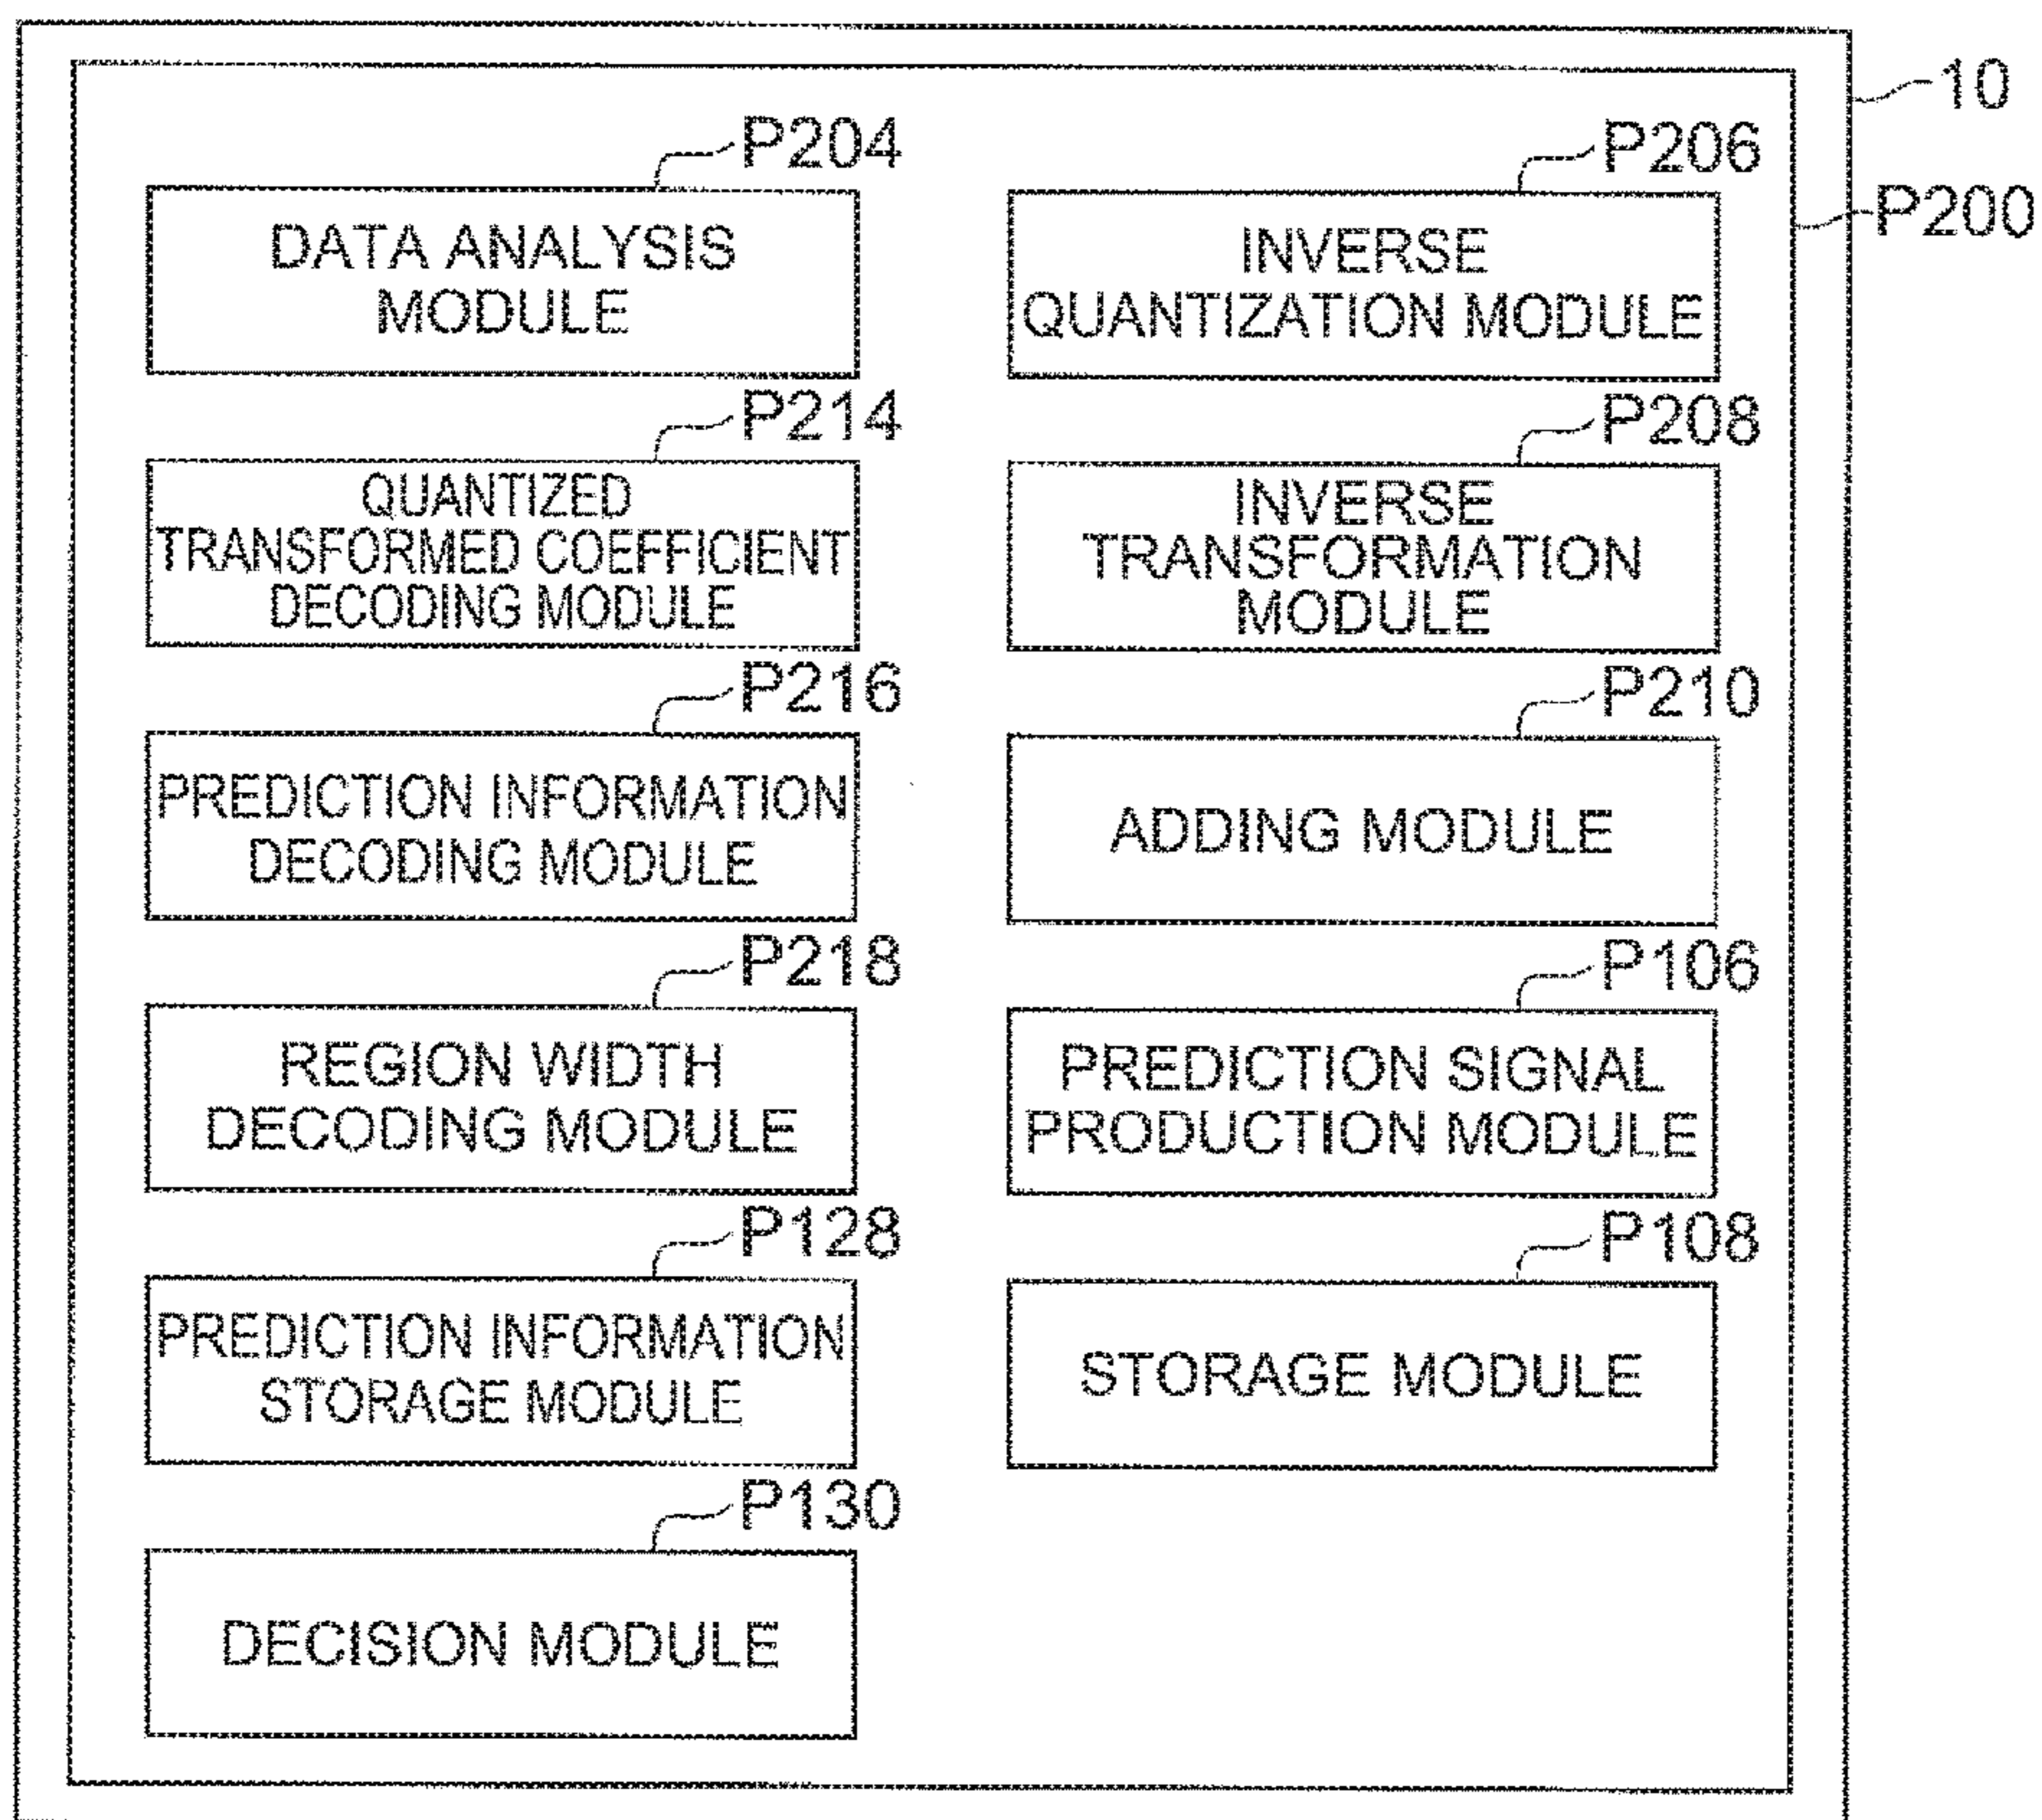 10
P200
P204
DATA ANALYSIS
MODULE
P206
INVERSE
QUANTIZATION MODULE
P214
QUANTIZED
TRANSFORMED COEFFICIENT
DECODING MODULE
P208
INVERSE
TRANSFORMATION
MODULE
P216
PREDICTION INFORMATION
DECODING MODULE
P210
ADDING MODULE
P218
REGION WIDTH
DECODING MODULE
P106
PREDICTION SIGNAL
PRODUCTION MODULE
P128
PREDICTION INFORMATION
STORAGE MODULE
P108
STORAGE MODULE
P130
DECISION MODULE